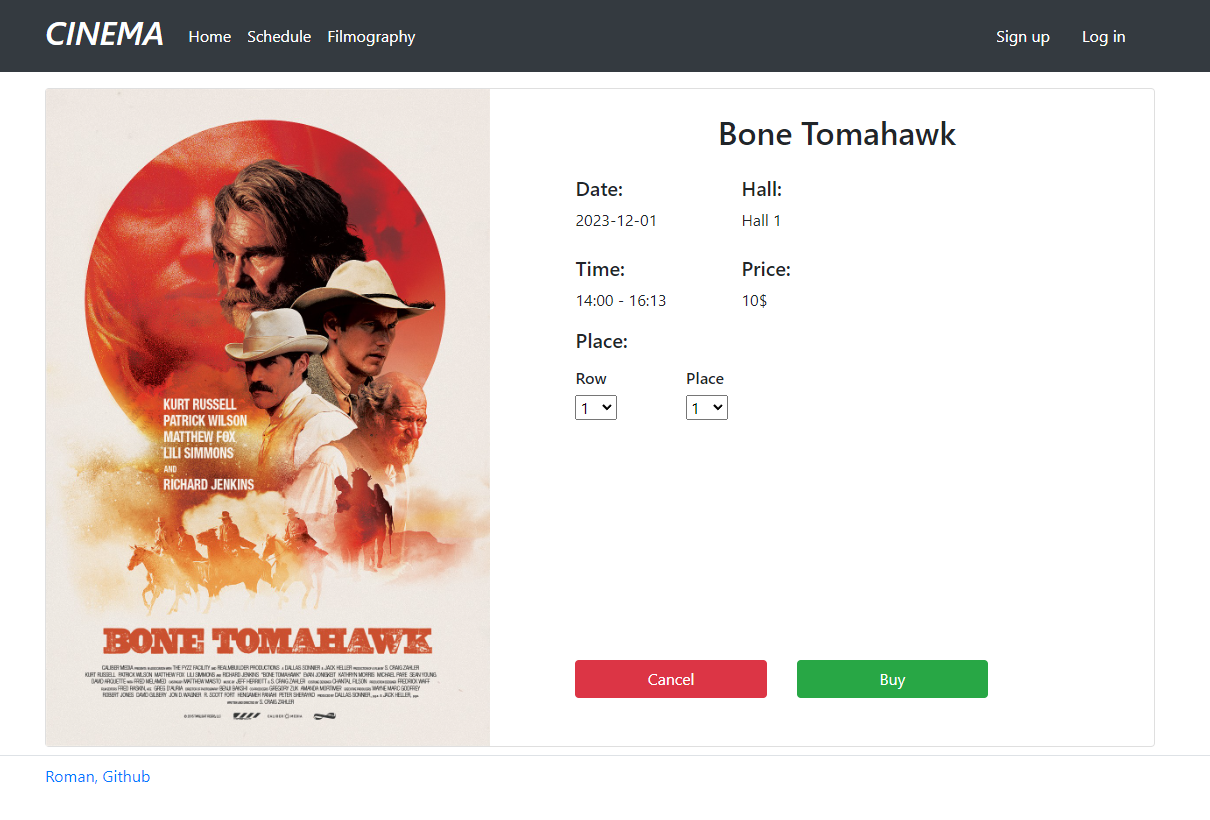 CINEMA Home Schedule Filmography Sign up Log in
KURT RUSSELL
PATRICK WILSON
MATTHEW FOX
LILI SIMMONS
AND
RICHARD JENKINS
BONE TOMAHAWK
Bone Tomahawk
Date: Hall:
2023-12-01 Hall 1
Time: Price:
14:00 - 16:13 10$
Place:
Row Place
1 1
Cancel Buy
Roman, Github